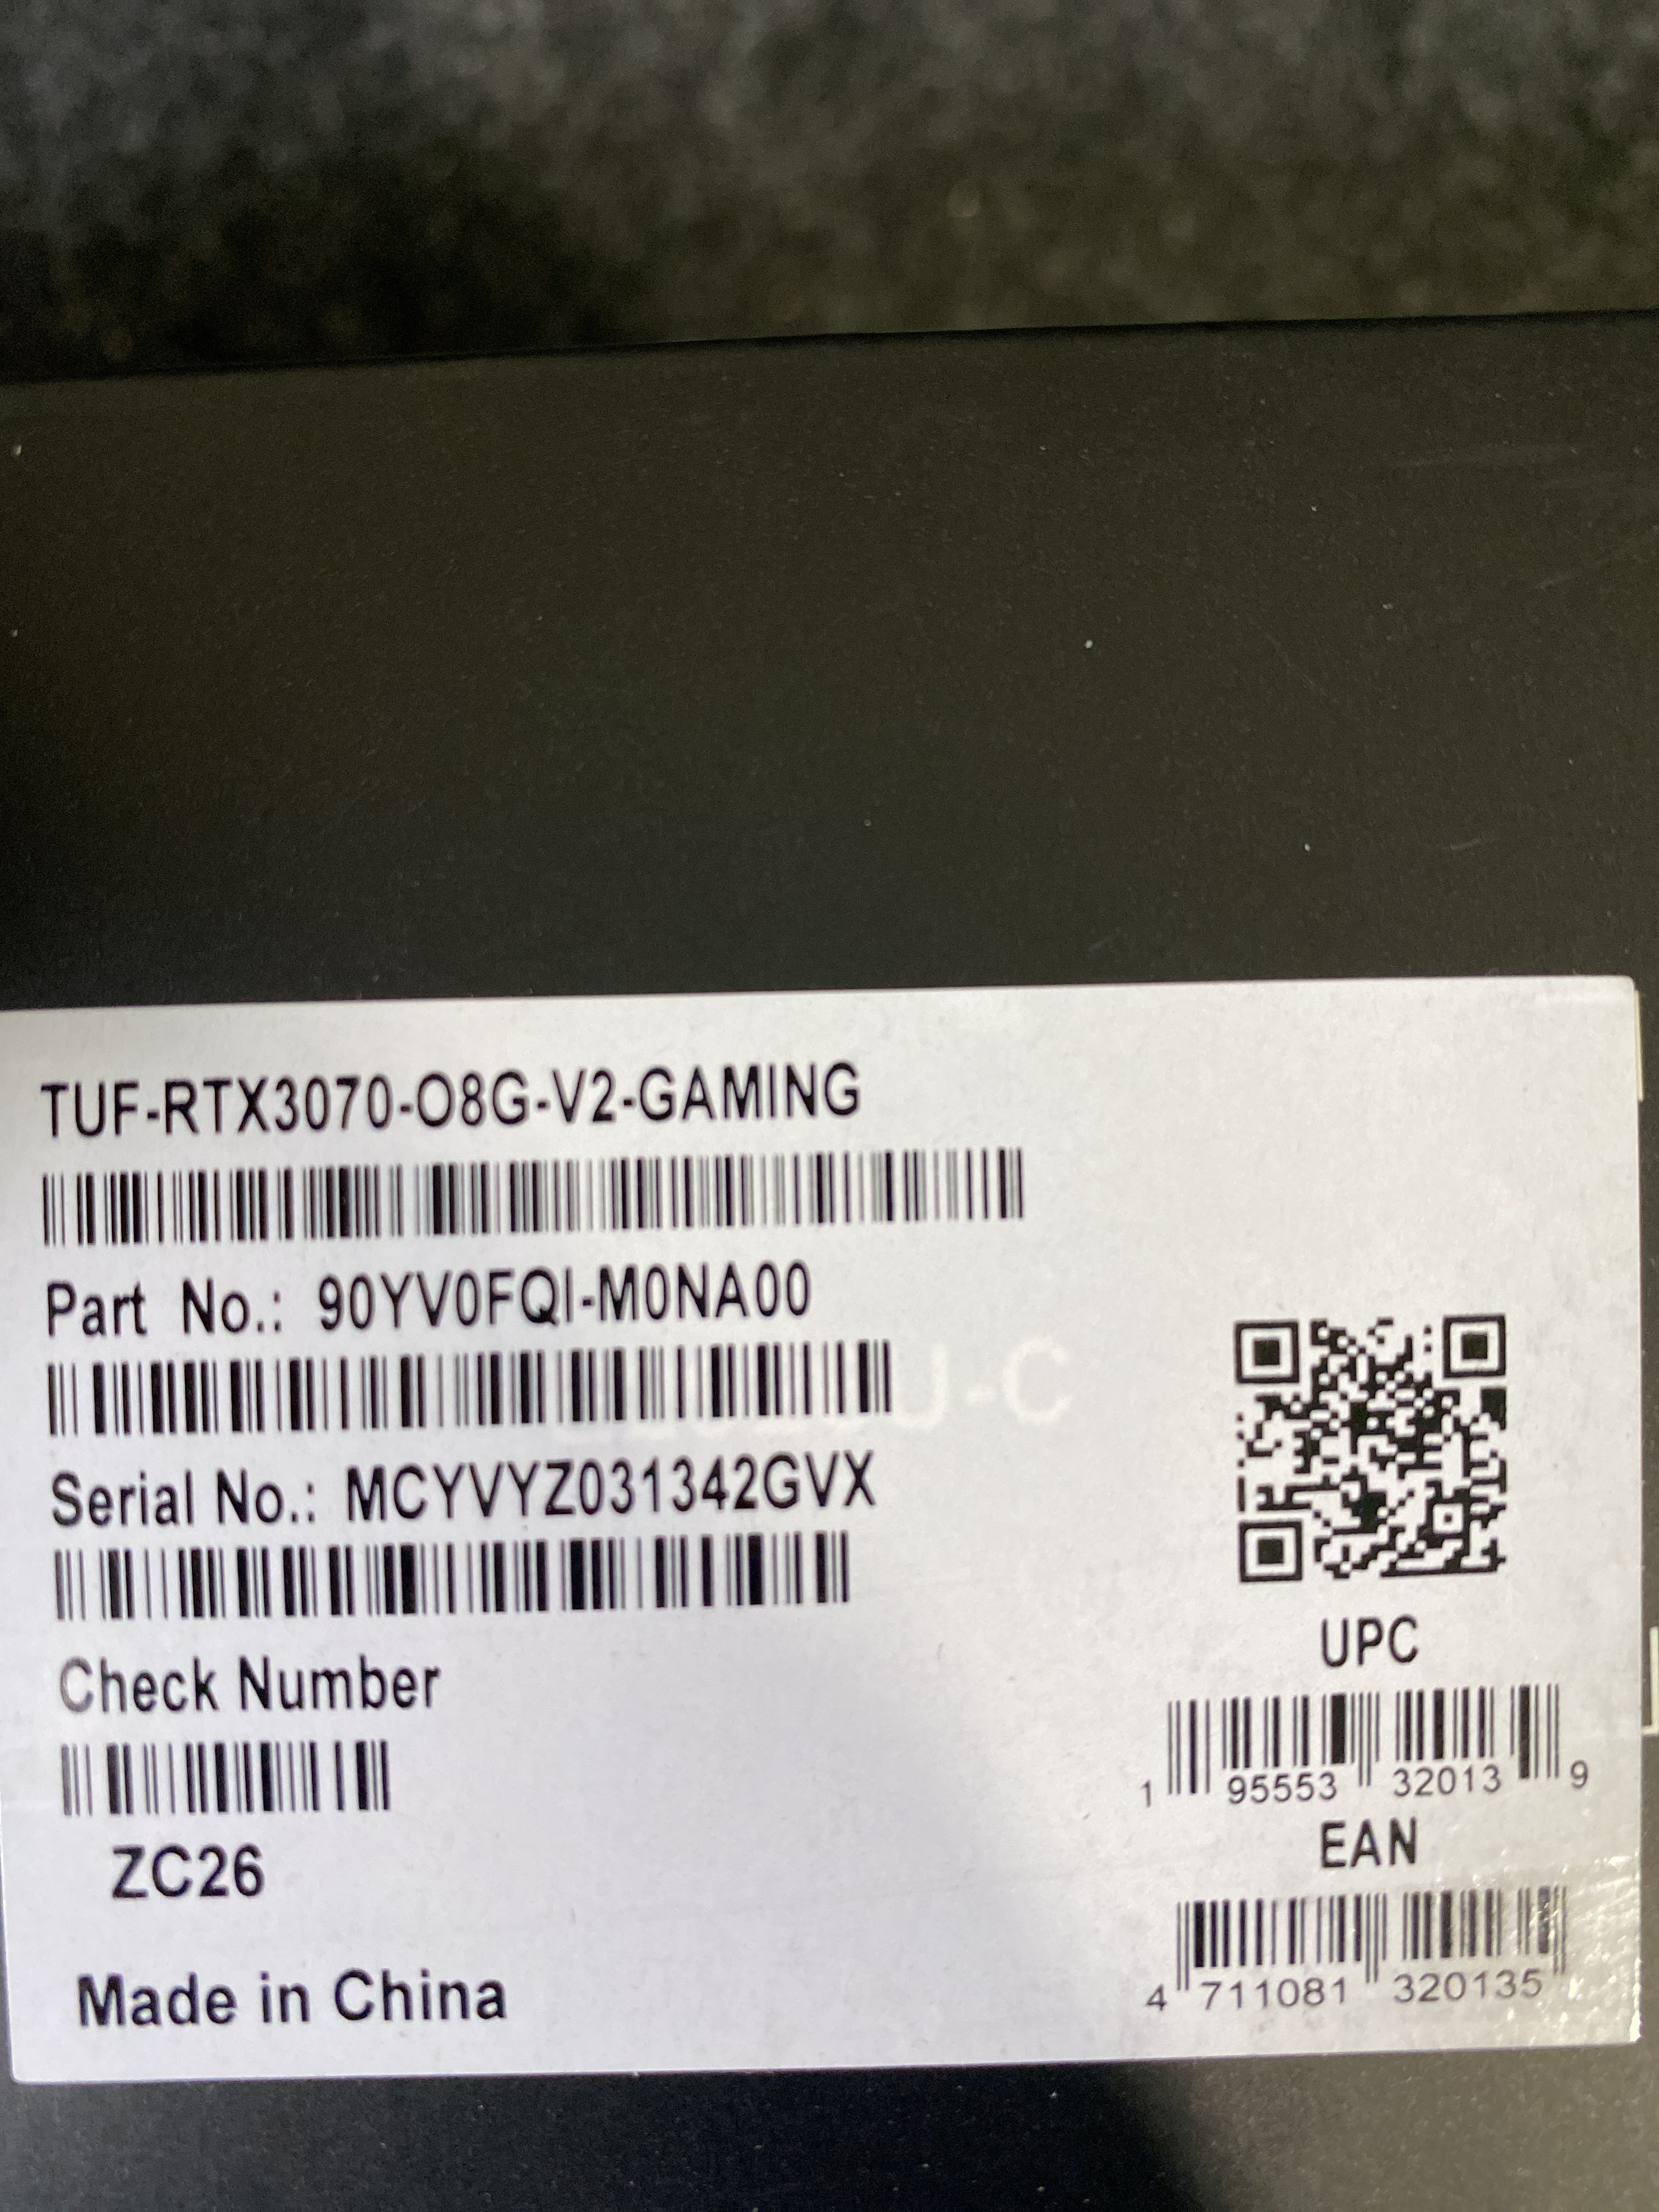 TUF-RTX3070-O8G-V2-GAMING
Part No.: 90YV0FQI-M0NA00
U-C
Serial No.: MCYVYZ031342GVX
Check Number
ZC26
Made in China
UPC
1 95553 32013 9
EAN
4 711081 320135